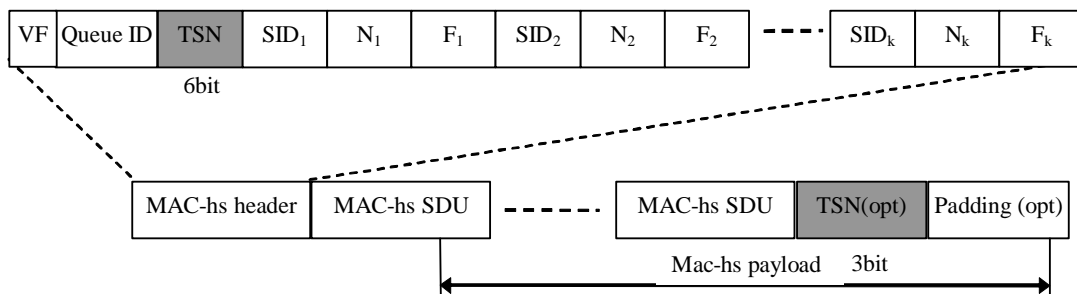 VF Queue ID TSN SID1 N1 F1 SID2 N2 F2 SIDk Nk Fk
6bit
MAC-hs header MAC-hs SDU MAC-hs SDU TSN(opt) Padding (opt)
Mac-hs payload 3bit